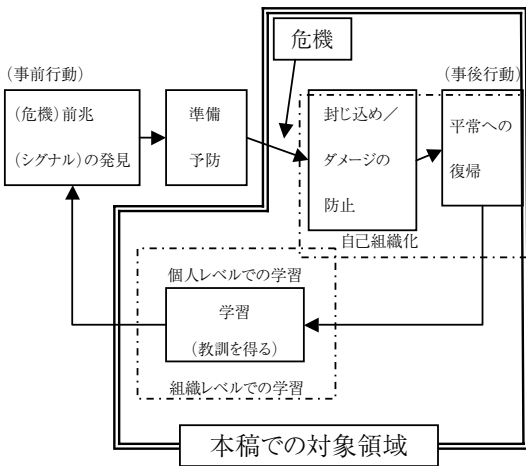 危機
（事前行動）
（事後行動）
（危機）前兆
（シグナル）の発見
準備
予防
封じ込め／
ダメージの
防止
平常への
復帰
自己組織化
個人レベルでの学習
学習
（教訓を得る）
組織レベルでの学習
本稿での対象領域